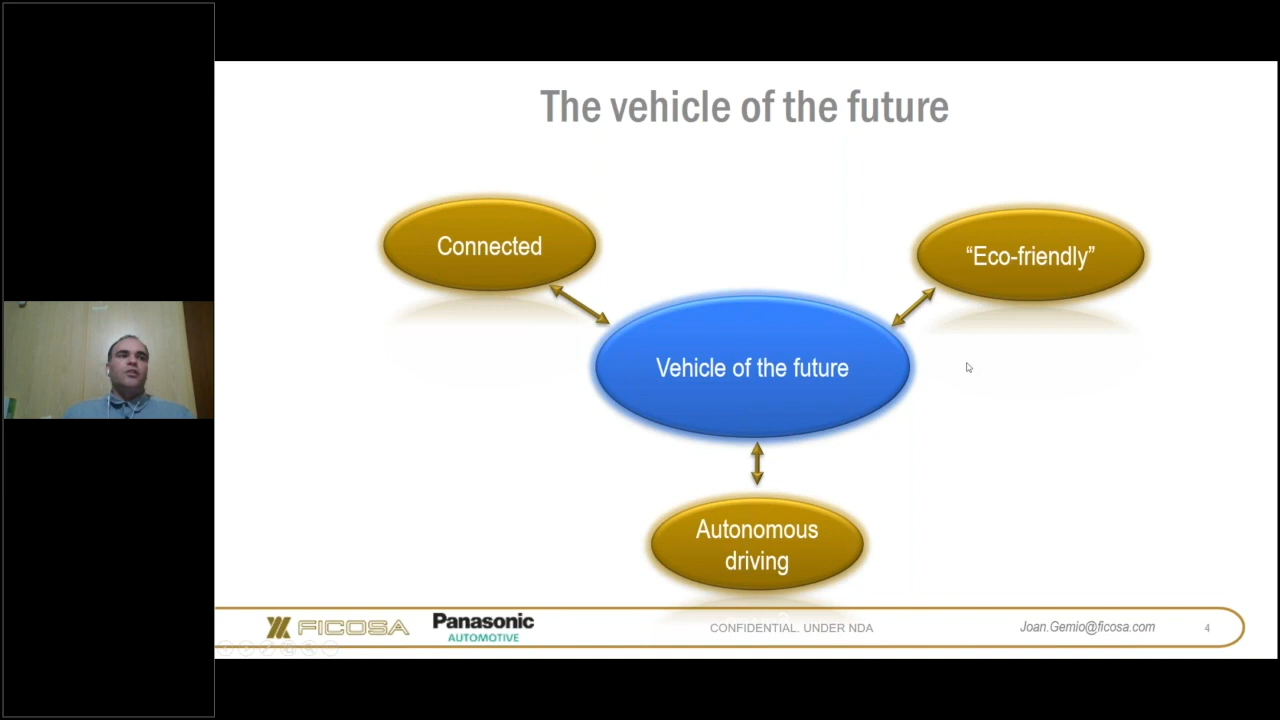 The vehicle of the future
Connected
“Eco-friendly”
Vehicle of the future
Autonomous
driving
FICOSA
Panasonic
AUTOMOTIVE
CONFIDENTIAL. UNDER NDA
Joan.Gemio@ficosa.com
4